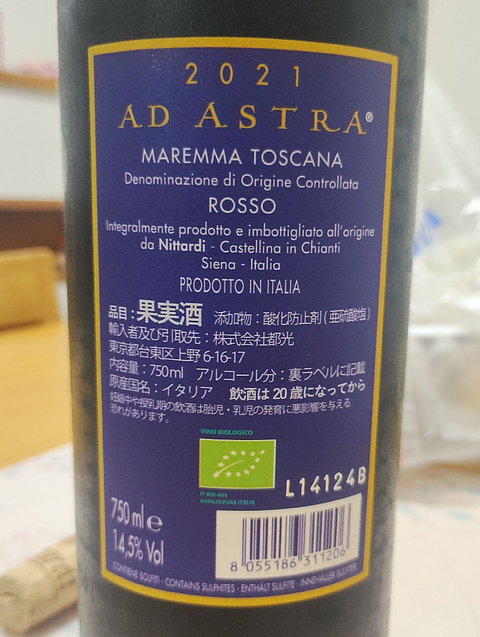 2021
AD ASTRA®
MAREMMA TOSCANA
Denominazione di Origine Controllata
ROSSO
Integralmente prodotto e imbottigliato all'origine
da Nittardi - Castellina in Chianti
Siena - Italia
PRODOTTO IN ITALIA
品目：果実酒 添加物：酸化防止剤(亜硫酸塩)
輸入者及び引取先：株式会社都光
東京都台東区上野6-16-17
内容量：750ml アルコール分：裏ラベルに記載
原産国名：イタリア 飲酒は20歳になってから
妊娠中や授乳期の飲酒は胎児・乳児の発育に悪影響を与える
恐れがあります。
VINO BIOLOGICO
IT-BIO-004
AGRICOLTURA ITALIA
L14124B
750 ml e
14,5% Vol
8 055186 311206
CONTIENE SOLFITI - CONTAINS SULPHITES - ENTHÄLT SULFITE - INNEHÅLLER SULFITER